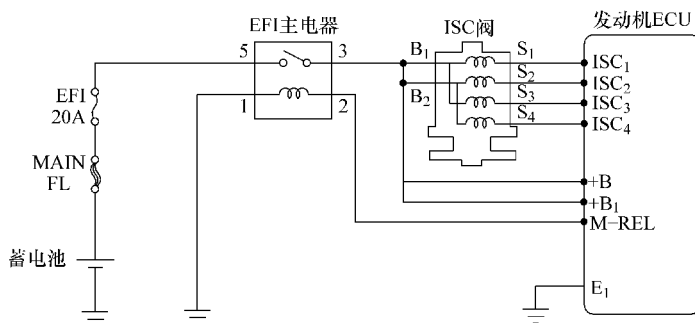 发动机ECU
EFI主电器
ISC阀
5
3
B₁
S₁
ISC₁
S₂
ISC₂
B₂
S₃
ISC₃
S₄
ISC₄
EFI
20A
1
2
MAIN
FL
+B
+B₁
M-REL
蓄电池
E₁